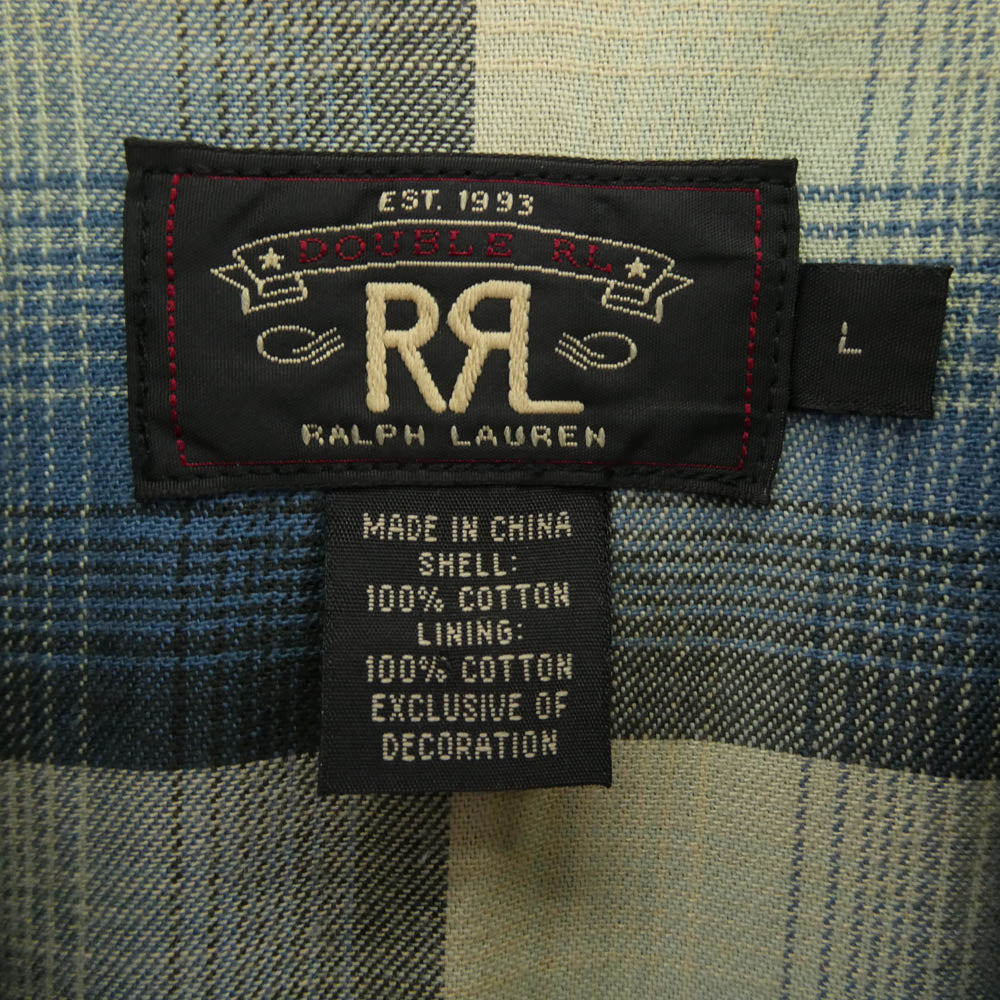 EST. 1993
DOUBLE RL
RRL
RALPH LAUREN
L
MADE IN CHINA
SHELL:
100% COTTON
LINING:
100% COTTON
EXCLUSIVE OF
DECORATION